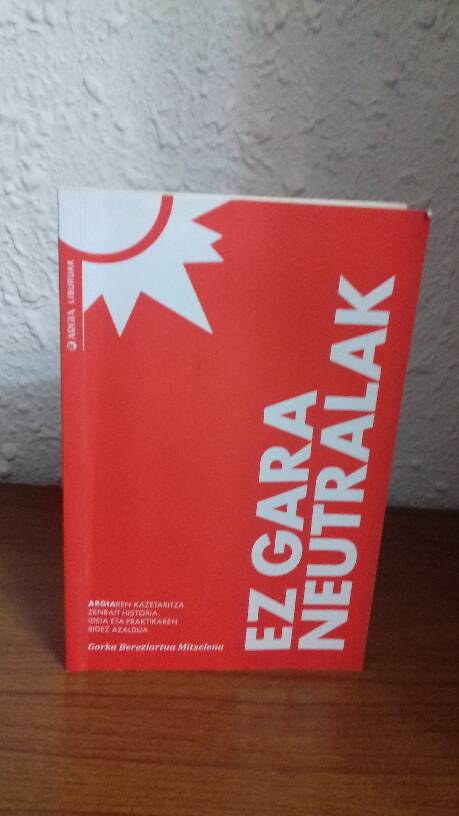 ARGIA LIBURUAK
EZ GARA
NEUTRALAK
ARGIAREN KAZETARITZA
ZENBAIT HISTORIA,
IDEIA ETA PRAKTIKAREN
BIDEZ AZALDUA
Gorka Bereziartua Mitxelena